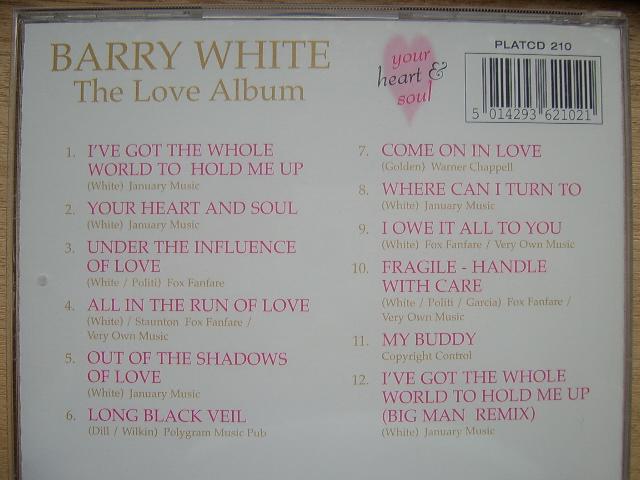 BARRY WHITE
The Love Album
your
heart &
soul
PLATCD 210
5 014293 621021
1. I'VE GOT THE WHOLE
WORLD TO HOLD ME UP
(White) January Music
2. YOUR HEART AND SOUL
(White) January Music
3. UNDER THE INFLUENCE
OF LOVE
(White / Politi) Fox Fanfare
4. ALL IN THE RUN OF LOVE
(White) / Staunton Fox Fanfare /
Very Own Music
5. OUT OF THE SHADOWS
OF LOVE
(White) January Music
6. LONG BLACK VEIL
(Dill / Wilkin) Polygram Music Pub
7. COME ON IN LOVE
(Golden) Warner Chappell
8. WHERE CAN I TURN TO
(White) January Music
9. I OWE IT ALL TO YOU
(White) Fox Fanfare / Very Own Music
10. FRAGILE - HANDLE
WITH CARE
(White / Politi / Garcia) Fox Fanfare /
Very Own Music
11. MY BUDDY
Copyright Control
12. I'VE GOT THE WHOLE
WORLD TO HOLD ME UP
(BIG MAN REMIX)
(White) January Music